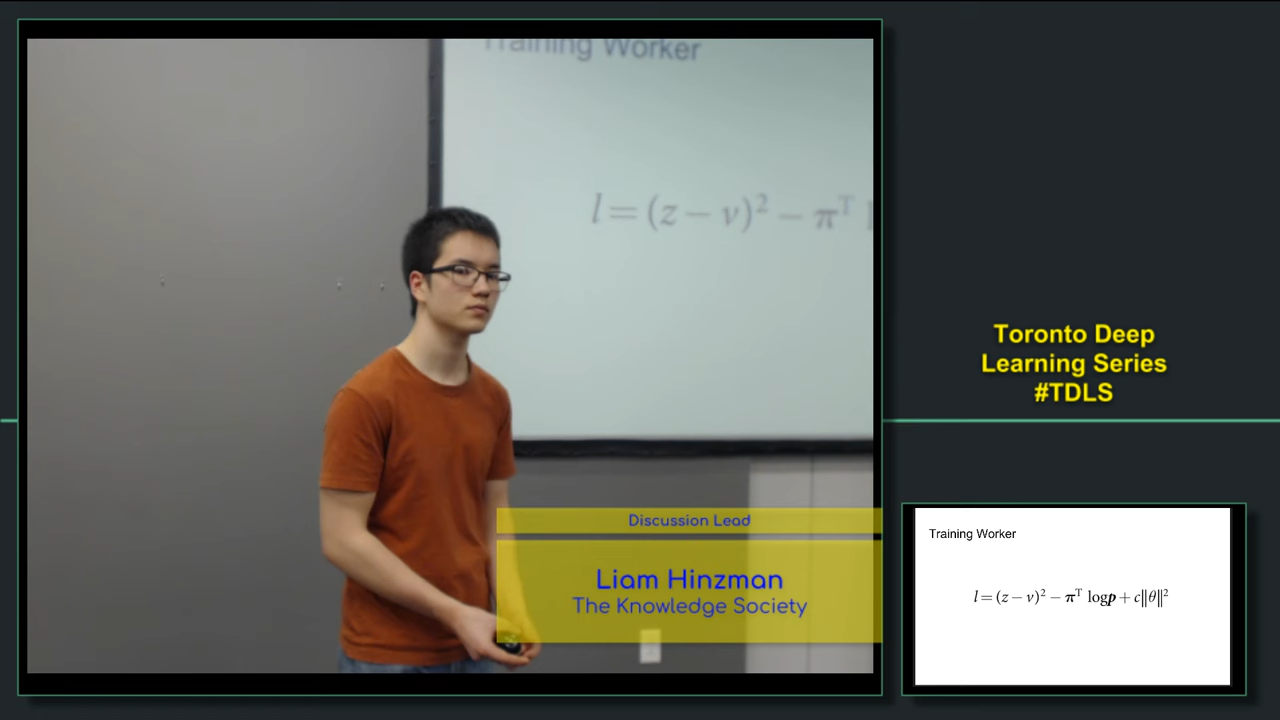 Training Worker
l = (z − v)² − π^T
Discussion Lead
Liam Hinzman
The Knowledge Society
Toronto Deep
Learning Series
#TDLS
Training Worker
l = (z − v)² − π^T log p + c‖θ‖²